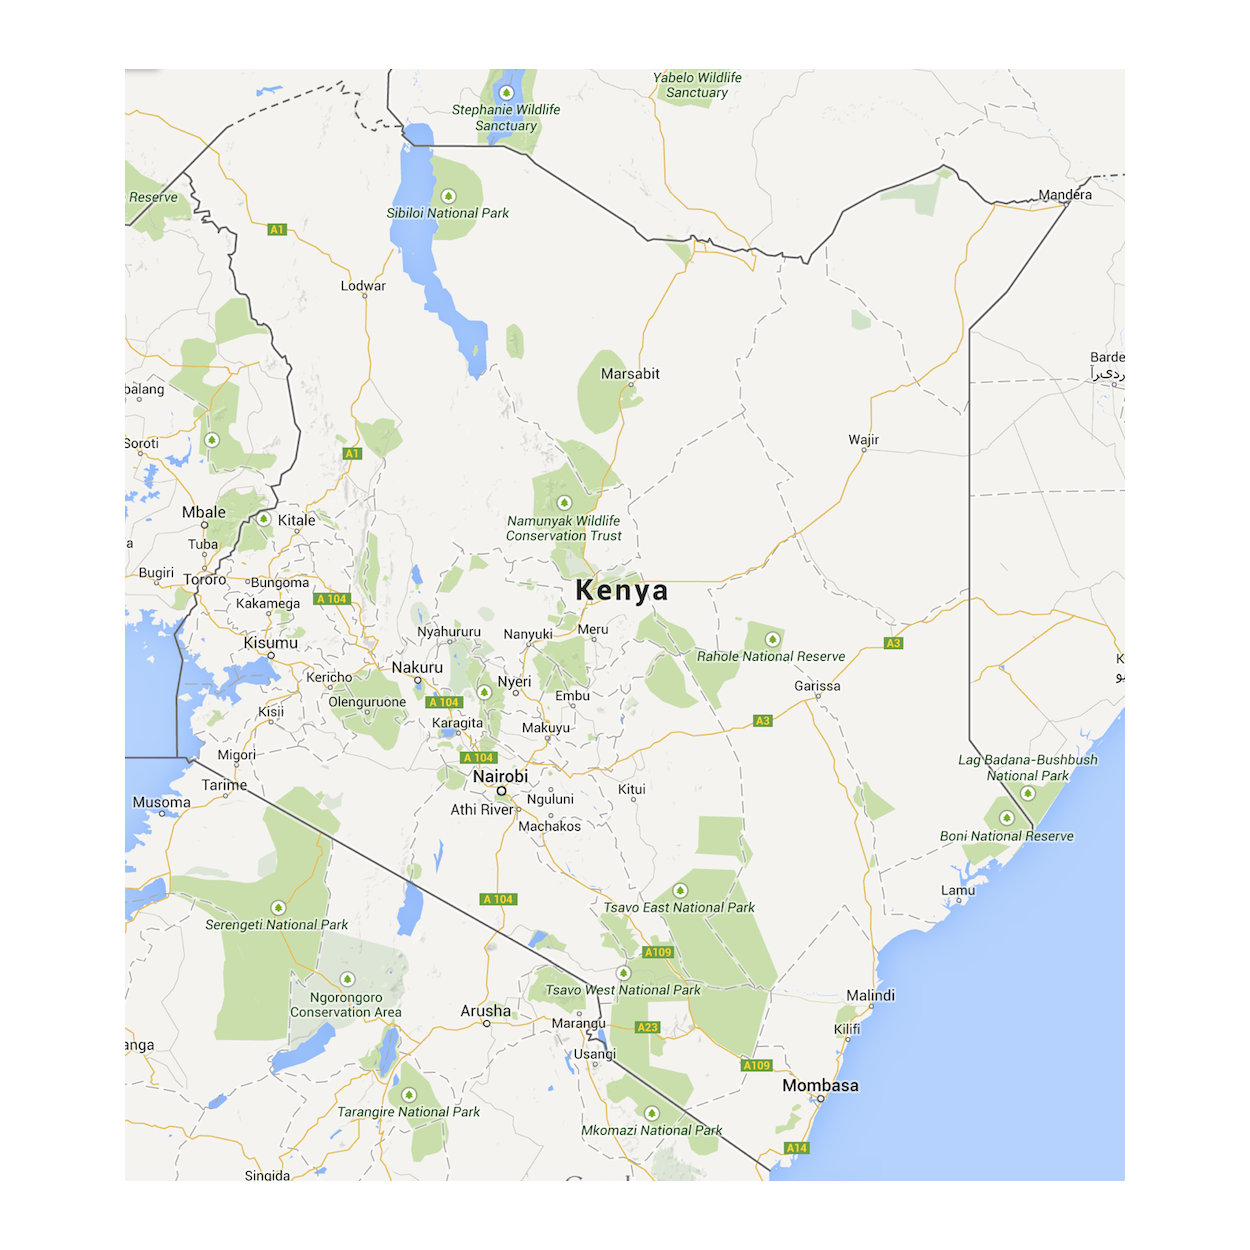 Yabelo Wildlife
Sanctuary
Stephanie Wildlife
Sanctuary
Reserve
Mandera
Sibiloi National Park
A1
Lodwar
Marsabit
Barde
balang
Soroti
A1
Wajir
Mbale
Kitale
Namunyak Wildlife
Conservation Trust
Tuba
a
Bugiri
Tororo
Bungoma
Kenya
A 104
Kakamega
Kisumu
Nyahururu
Nanyuki
Meru
A3
Rahole National Reserve
K
Nakuru
Kericho
Nyeri
Garissa
Olenguruone
A 104
Embu
Kisii
Karagita
Makuyu
A3
Migori
A 104
Lag Badana-Bushbush
National Park
Nairobi
Tarime
Kitui
Musoma
Nguluni
Athi River
Machakos
Boni National Reserve
Lamu
A 104
Tsavo East National Park
Serengeti National Park
A109
Tsavo West National Park
Ngorongoro
Conservation Area
Malindi
Arusha
Marangu
A23
Kilifi
anga
Usangi
A109
Mombasa
Tarangire National Park
Mkomazi National Park
A14
Singida